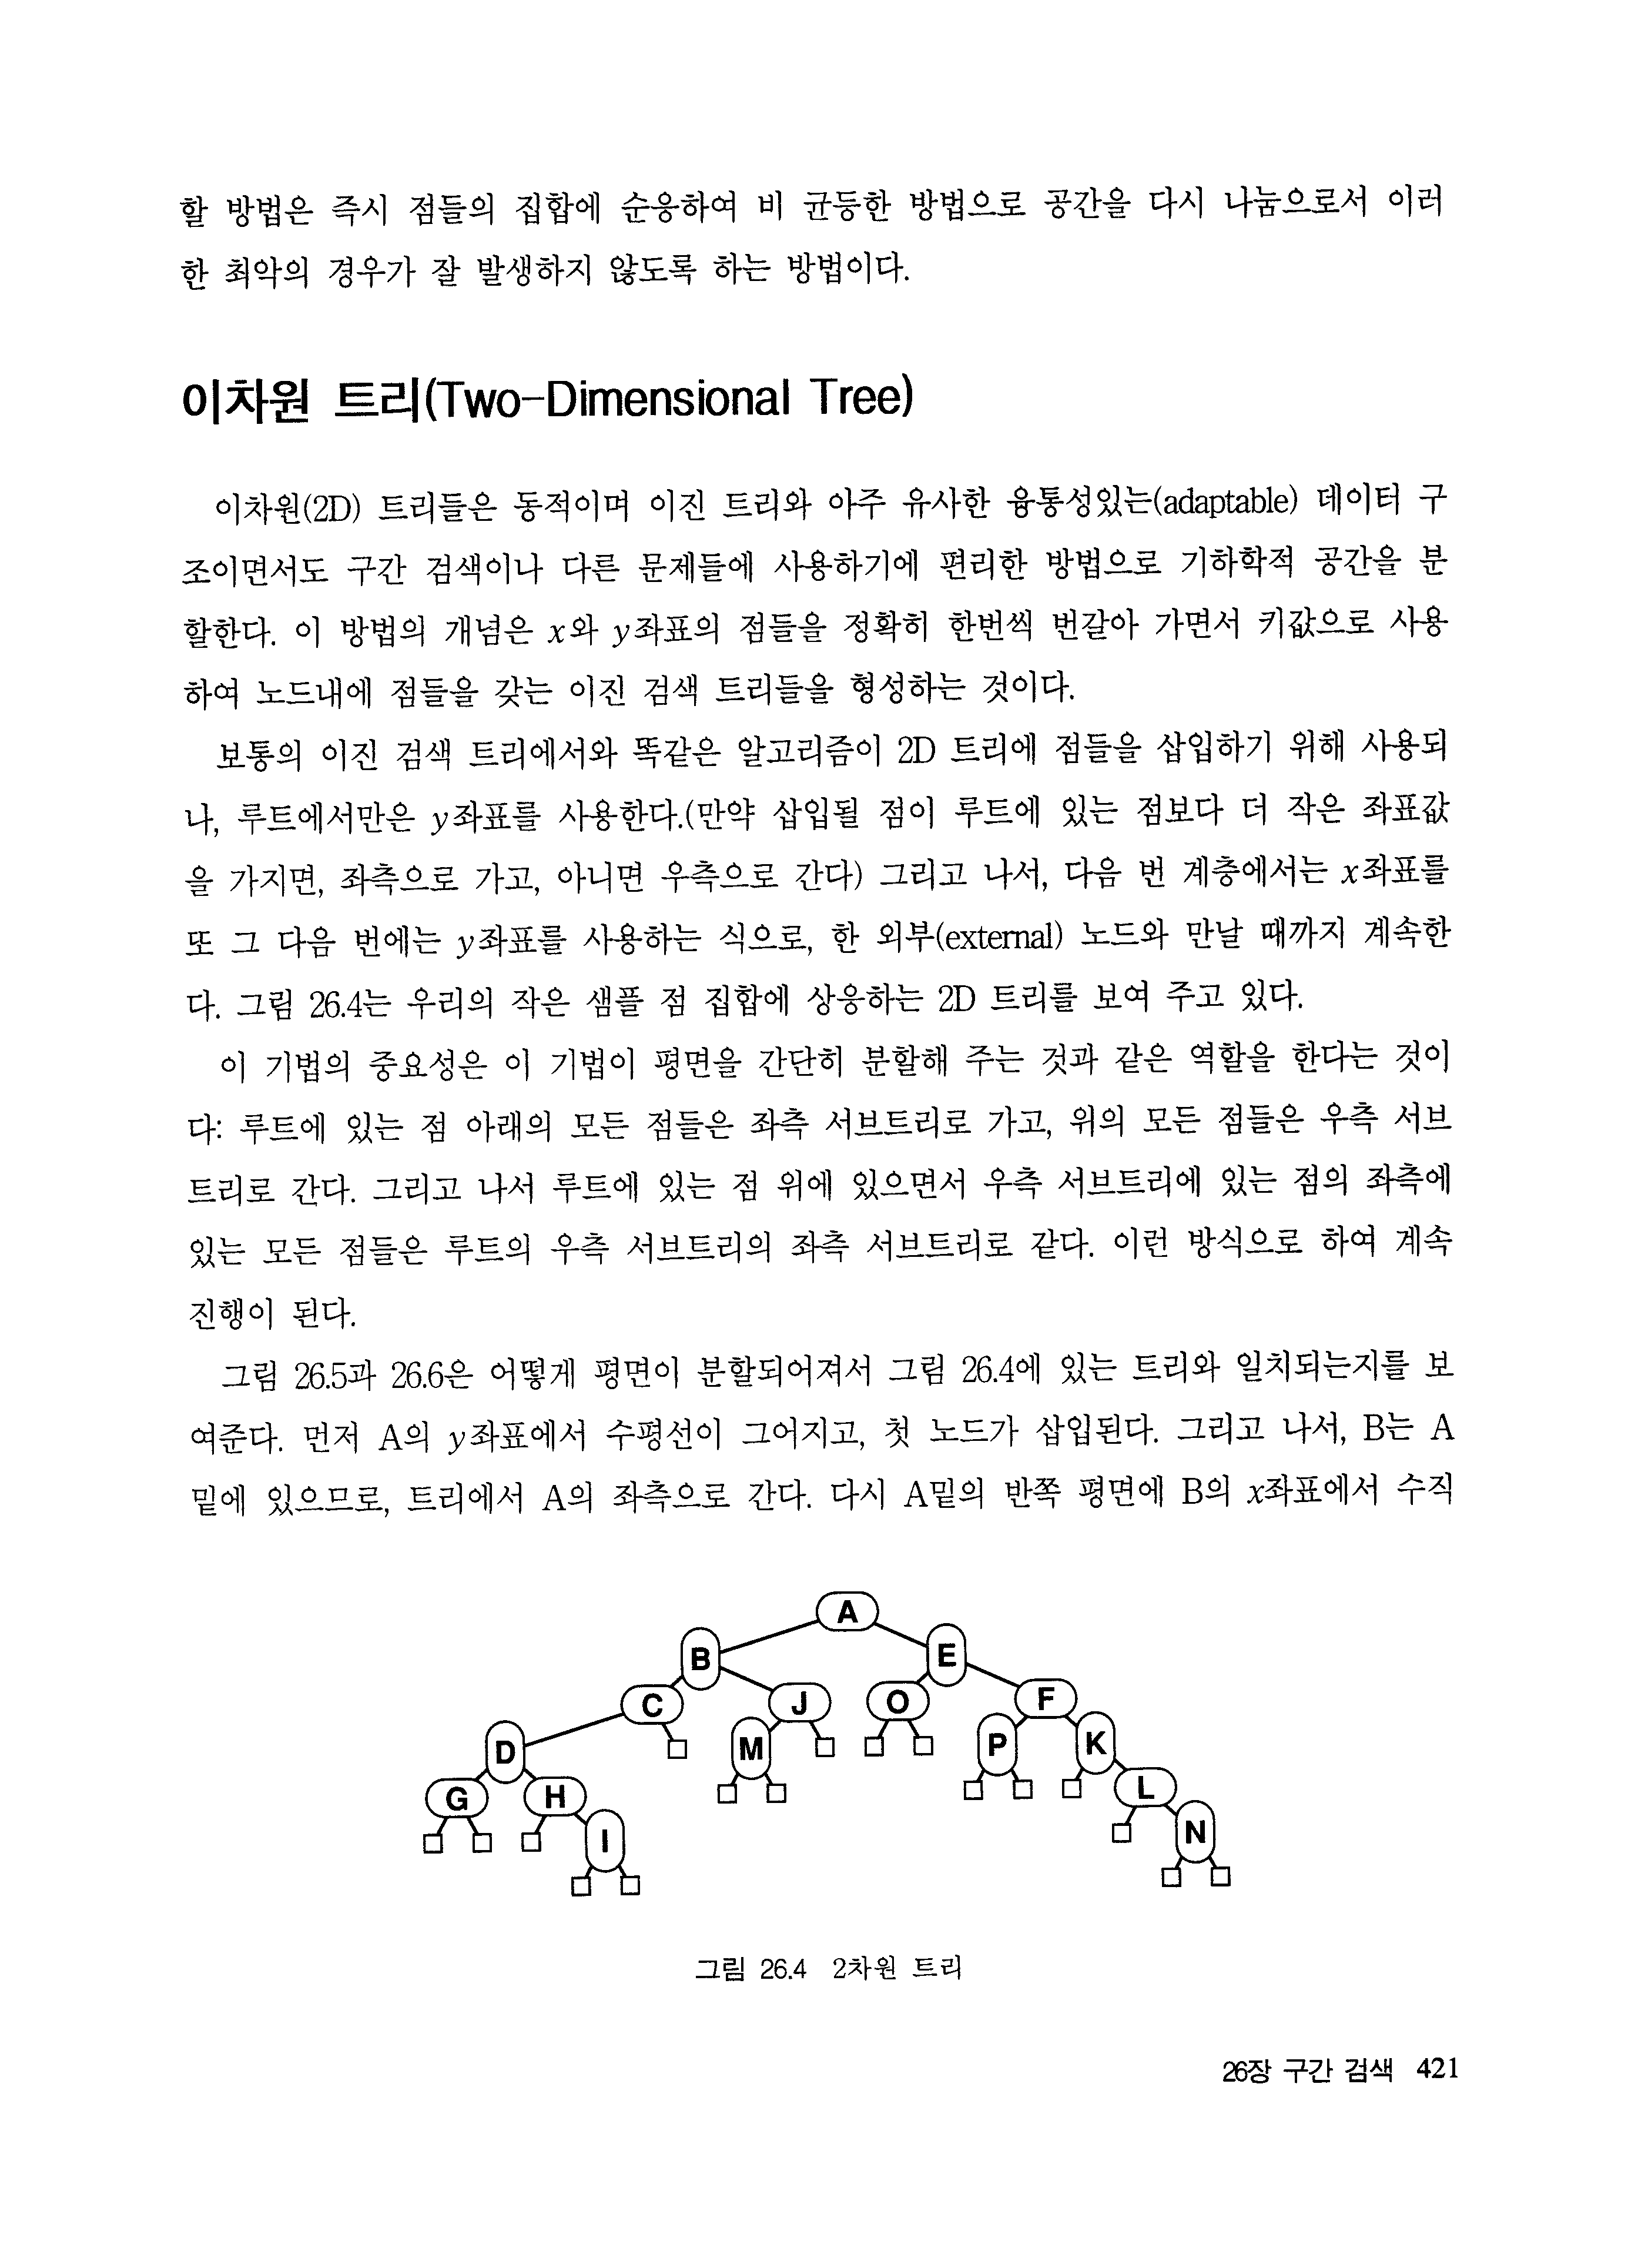 할 방법은 즉시 점들의 집합에 순응하여 비 균등한 방법으로 공간을 다시 나눔으로서 이러
한 최악의 경우가 잘 발생하지 않도록 하는 방법이다.
이차원 트리(Two-Dimensional Tree)
이차원(2D) 트리들은 동적이며 이진 트리와 아주 유사한 융통성있는(adaptable) 데이터 구
조이면서도 구간 검색이나 다른 문제들에 사용하기에 편리한 방법으로 기하학적 공간을 분
할한다. 이 방법의 개념은 x와 y좌표의 점들을 정확히 한번씩 번갈아 가면서 키값으로 사용
하여 노드내에 점들을 갖는 이진 검색 트리들을 형성하는 것이다.
보통의 이진 검색 트리에서와 똑같은 알고리즘이 2D 트리에 점들을 삽입하기 위해 사용되
나, 루트에서만은 y좌표를 사용한다.(만약 삽입될 점이 루트에 있는 점보다 더 작은 좌표값
을 가지면, 좌측으로 가고, 아니면 우측으로 간다) 그리고 나서, 다음 번 계층에서는 x좌표를
또 그 다음 번에는 y좌표를 사용하는 식으로, 한 외부(external) 노드와 만날 때까지 계속한
다. 그림 26.4는 우리의 작은 샘플 점 집합에 상응하는 2D 트리를 보여 주고 있다.
이 기법의 중요성은 이 기법이 평면을 간단히 분할해 주는 것과 같은 역할을 한다는 것이
다: 루트에 있는 점 아래의 모든 점들은 좌측 서브트리로 가고, 위의 모든 점들은 우측 서브
트리로 간다. 그리고 나서 루트에 있는 점 위에 있으면서 우측 서브트리에 있는 점의 좌측에
있는 모든 점들은 루트의 우측 서브트리의 좌측 서브트리로 같다. 이런 방식으로 하여 계속
진행이 된다.
그림 26.5과 26.6은 어떻게 평면이 분할되어져서 그림 26.4에 있는 트리와 일치되는지를 보
여준다. 먼저 A의 y좌표에서 수평선이 그어지고, 첫 노드가 삽입된다. 그리고 나서, B는 A
밑에 있으므로, 트리에서 A의 좌측으로 간다. 다시 A밑의 반쪽 평면에 B의 x좌표에서 수직
A
B E
C J O F
D M P K
G H L
I N
그림 26.4 2차원 트리
26장 구간 검색 421